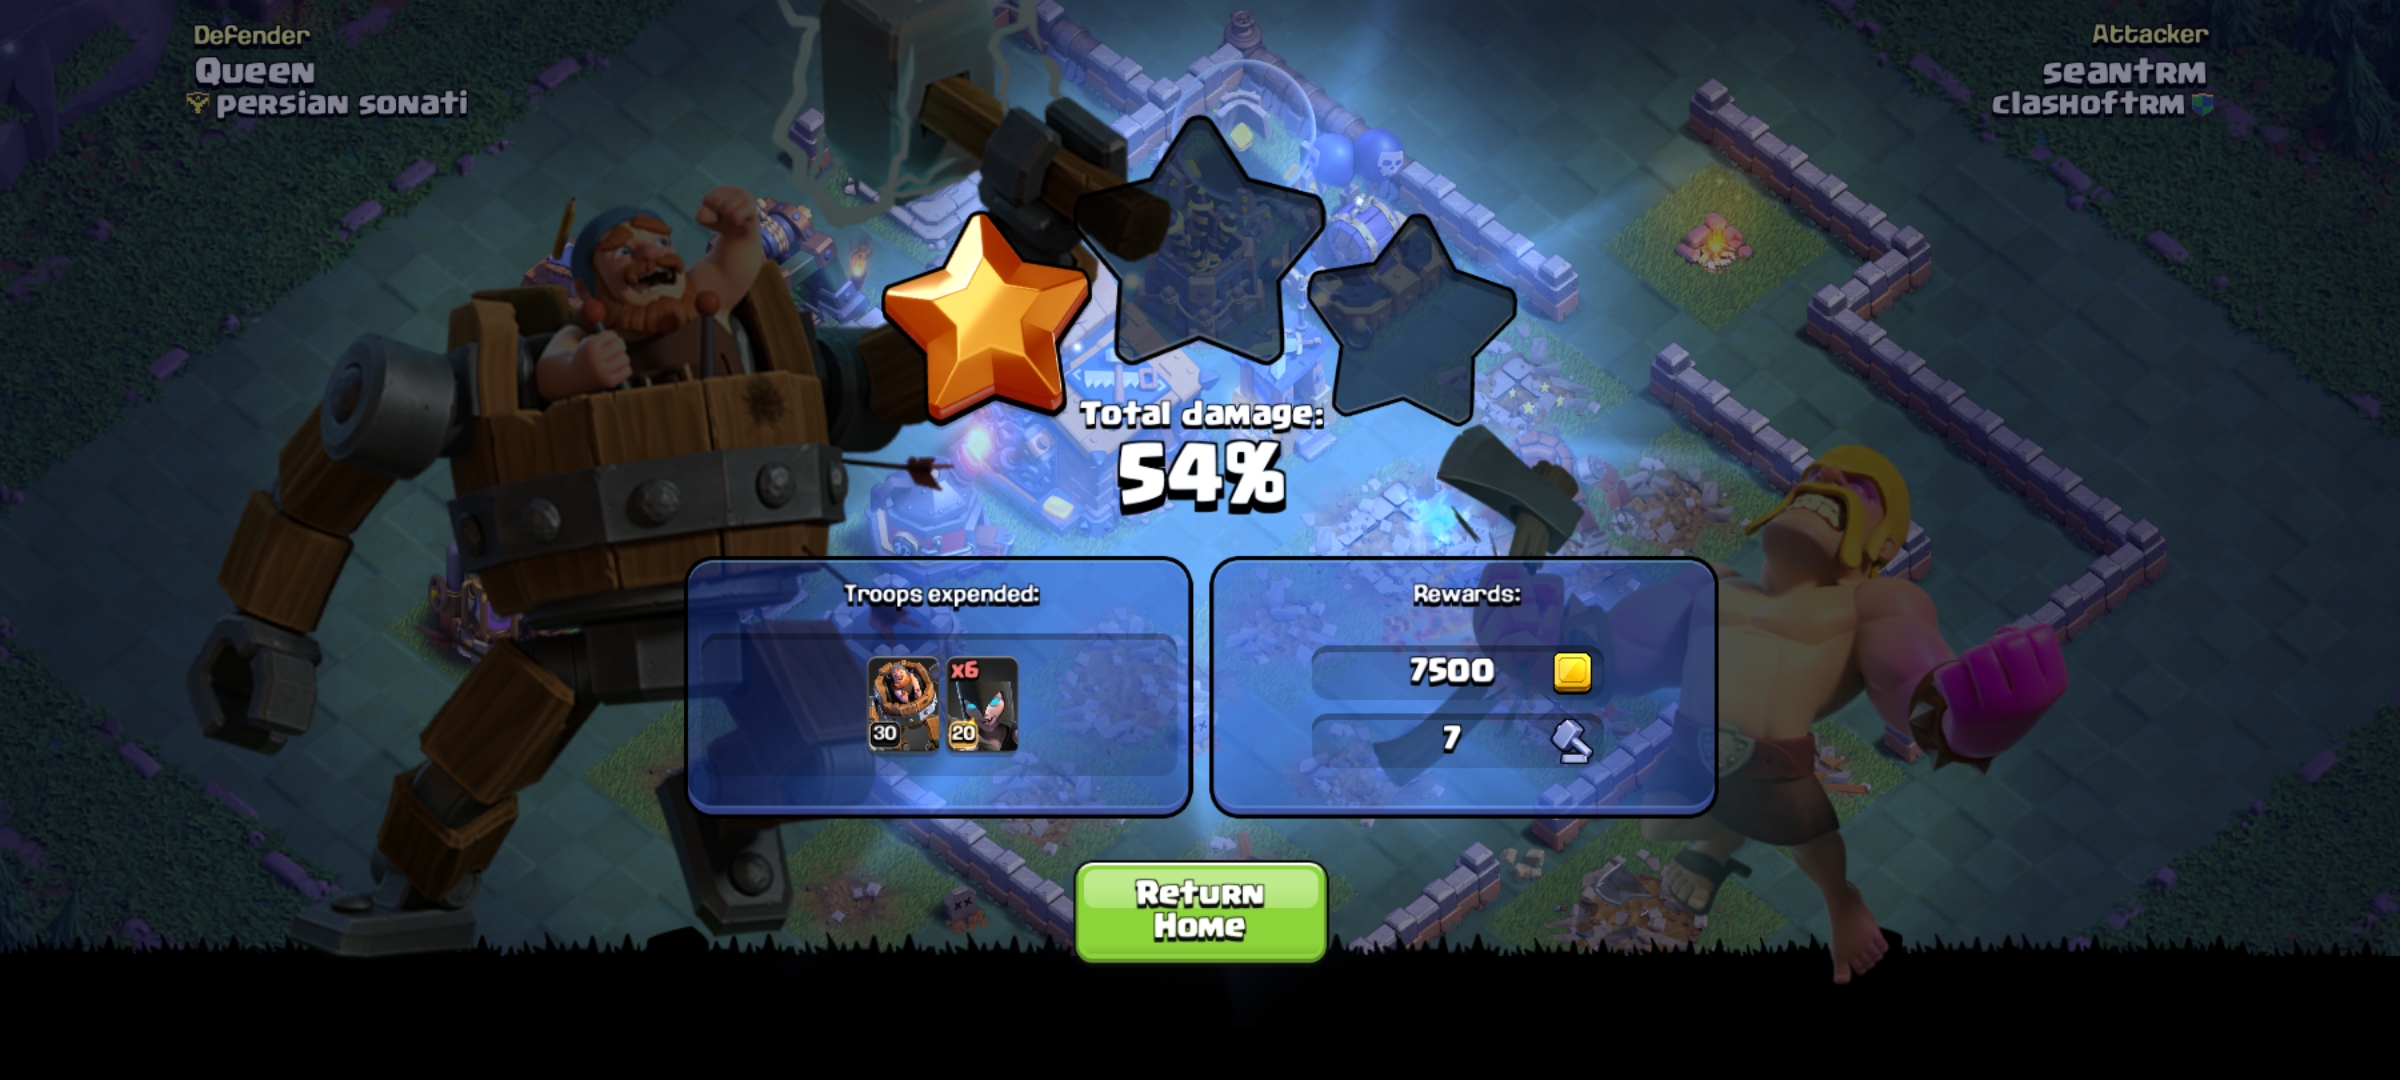 Defender
Queen
persian sonati
Attacker
seantRM
clashoftRM
Total damage:
54%
Troops expended:
x6
30
20
Rewards:
7500
7
Return
Home